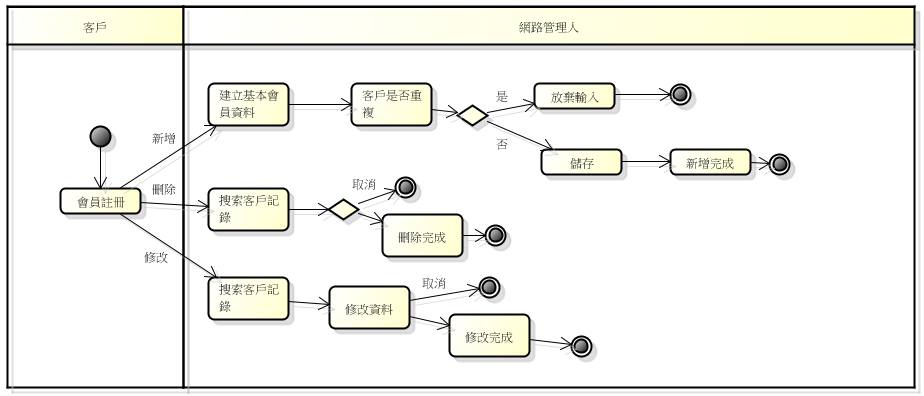 客戶
網路管理人
建立基本會
員資料
客戶是否重
複
是
放棄輸入
新增
否
儲存
新增完成
會員註冊
刪除
搜索客戶記
錄
取消
刪除完成
修改
搜索客戶記
錄
取消
修改資料
修改完成